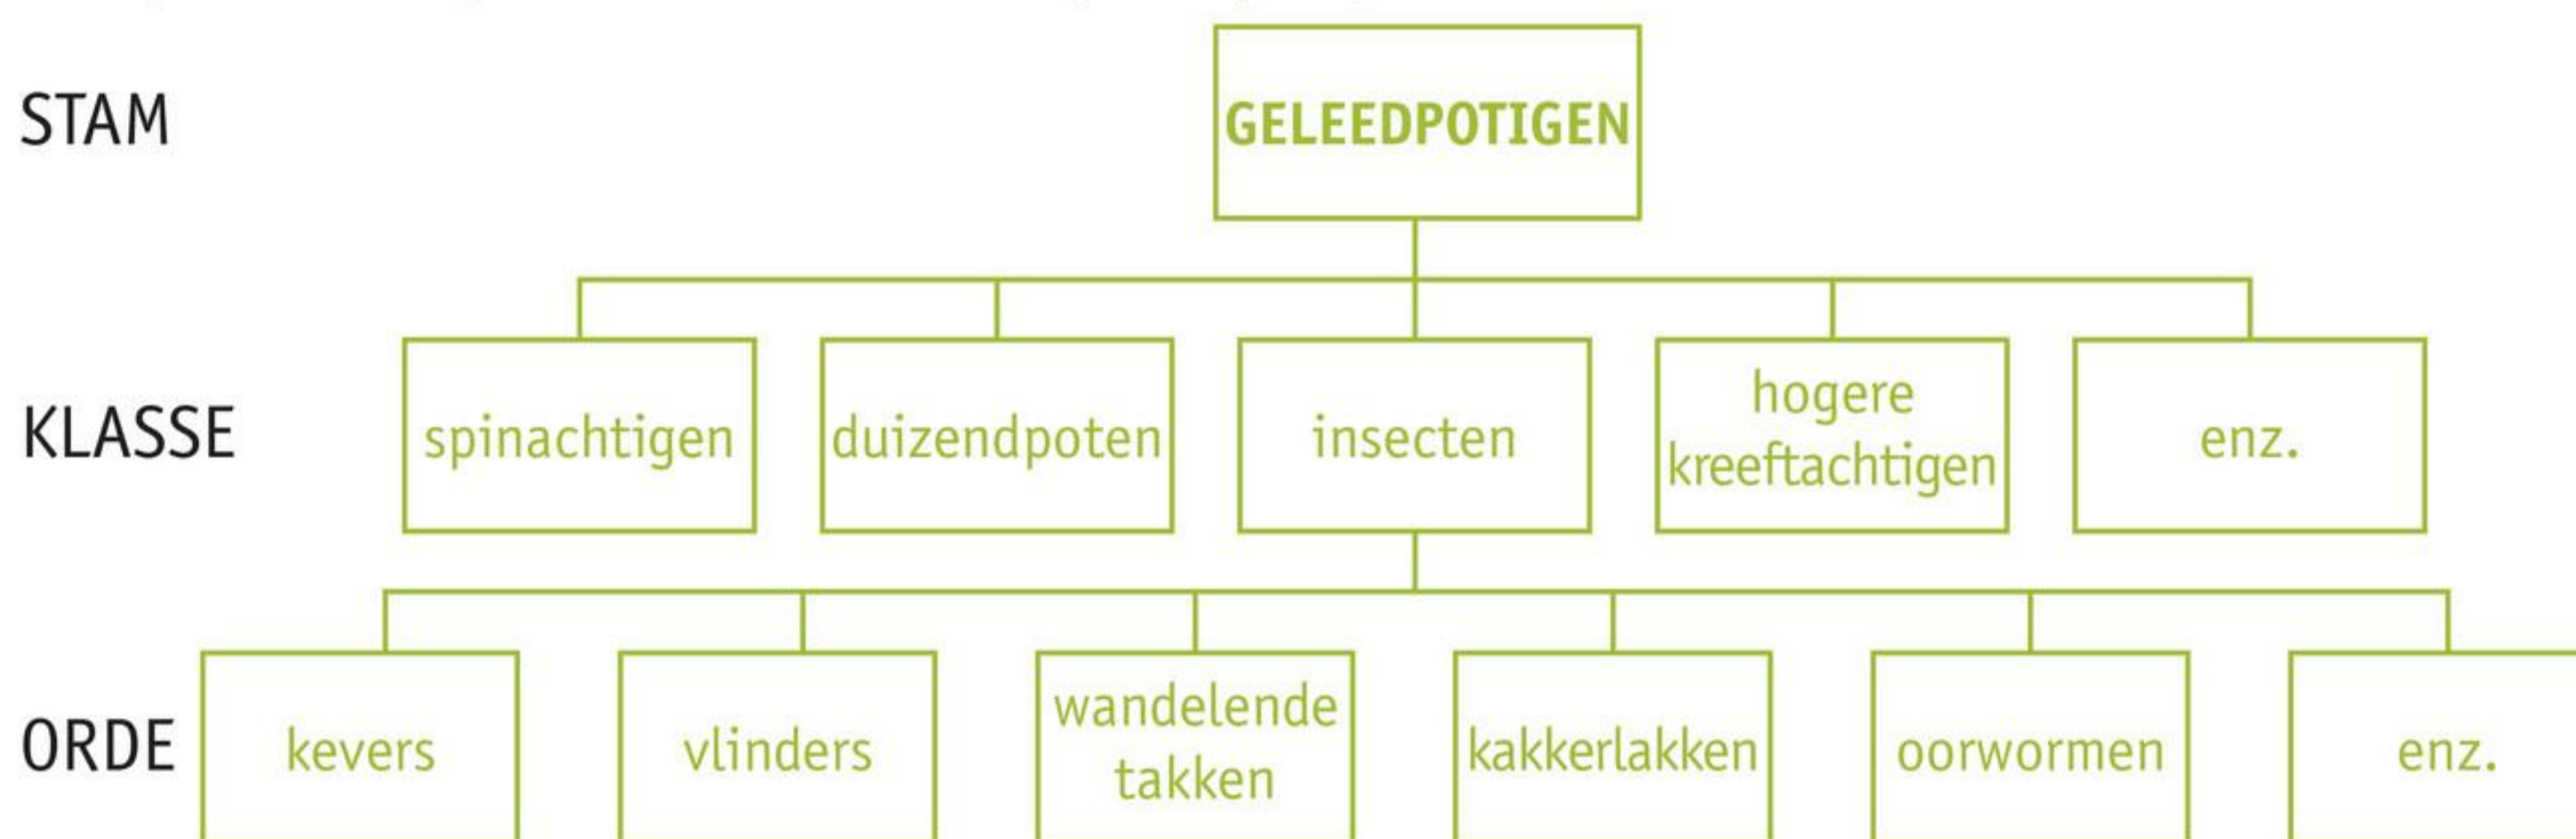 STAM
GELEEDPOTIGEN
KLASSE
spinachtigen
duizendpoten
insecten
hogere
kreeftachtigen
enz.
ORDE
kevers
vlinders
wandelende
takken
kakkerlakken
oorwormen
enz.